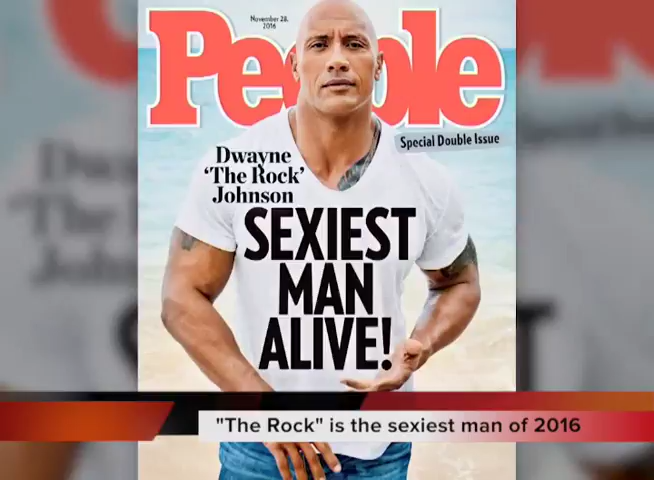 November 28,
2016
People
Special Double Issue
Dwayne
'The Rock'
Johnson
SEXIEST
MAN
ALIVE!
"The Rock" is the sexiest man of 2016